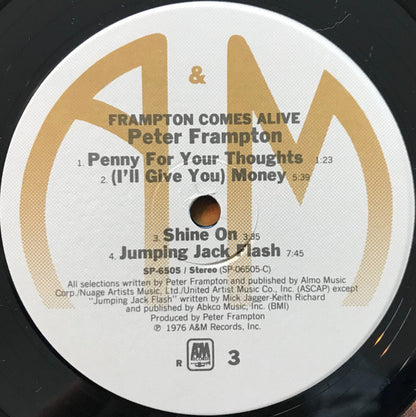 A & M
FRAMPTON COMES ALIVE
Peter Frampton
1. Penny For Your Thoughts 1:23
2. (I'll Give You) Money 5:39
3. Shine On 3:35
4. Jumping Jack Flash 7:45
SP-6505 / Stereo (SP-06505-C)
All selections written by Peter Frampton and published by Almo Music
Corp./Nuage Artists Music, Ltd./United Artist Music Co., Inc. (ASCAP) except
"Jumping Jack Flash" written by Mick Jagger-Keith Richard
and published by Abkco Music, Inc. (BMI)
Produced by Peter Frampton
℗ 1976 A&M Records, Inc.
R A&M 3